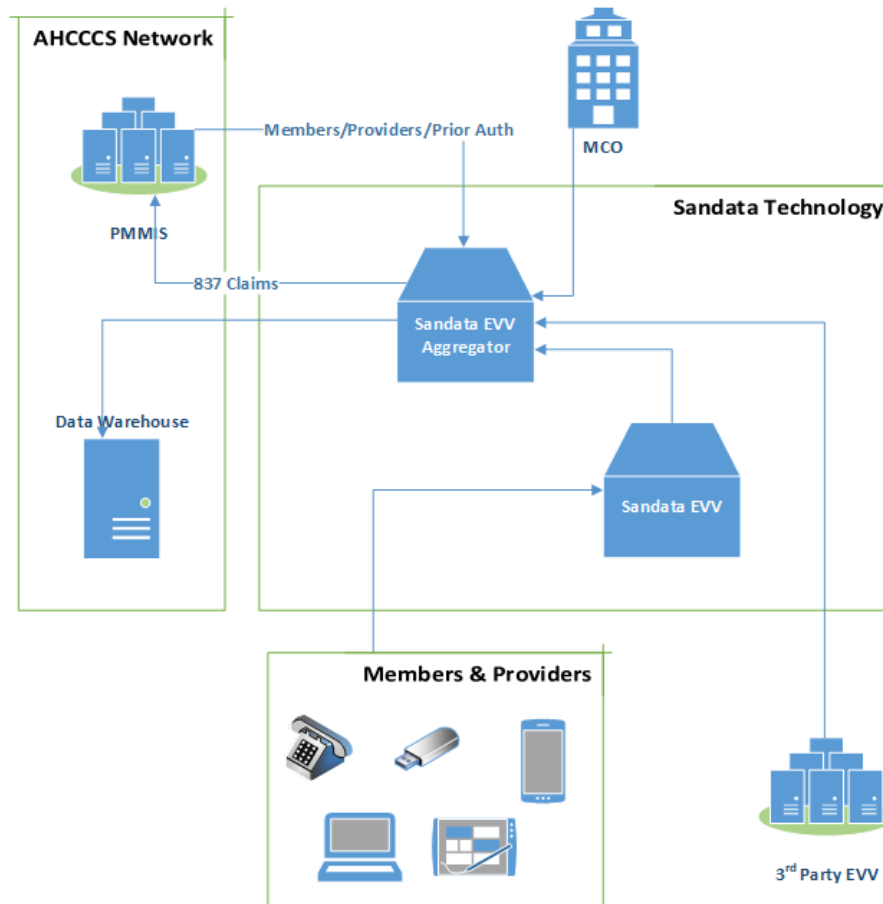 AHCCCS Network
Members/Providers/Prior Auth
MCO
PMMIS
Sandata Technology
837 Claims
Sandata EVV
Aggregator
Data Warehouse
Sandata EVV
Members & Providers
3rd Party EVV